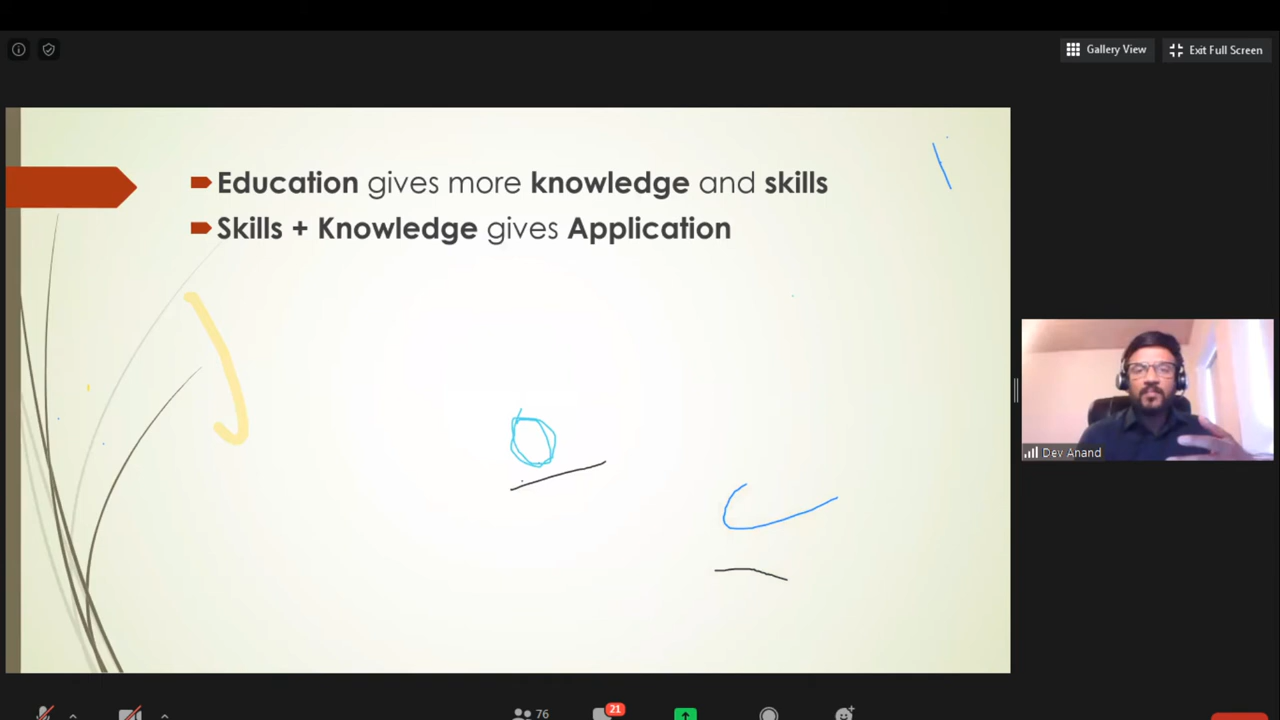 Gallery View
Exit Full Screen
Education gives more knowledge and skills
Skills + Knowledge gives Application
Dev Anand
76
21